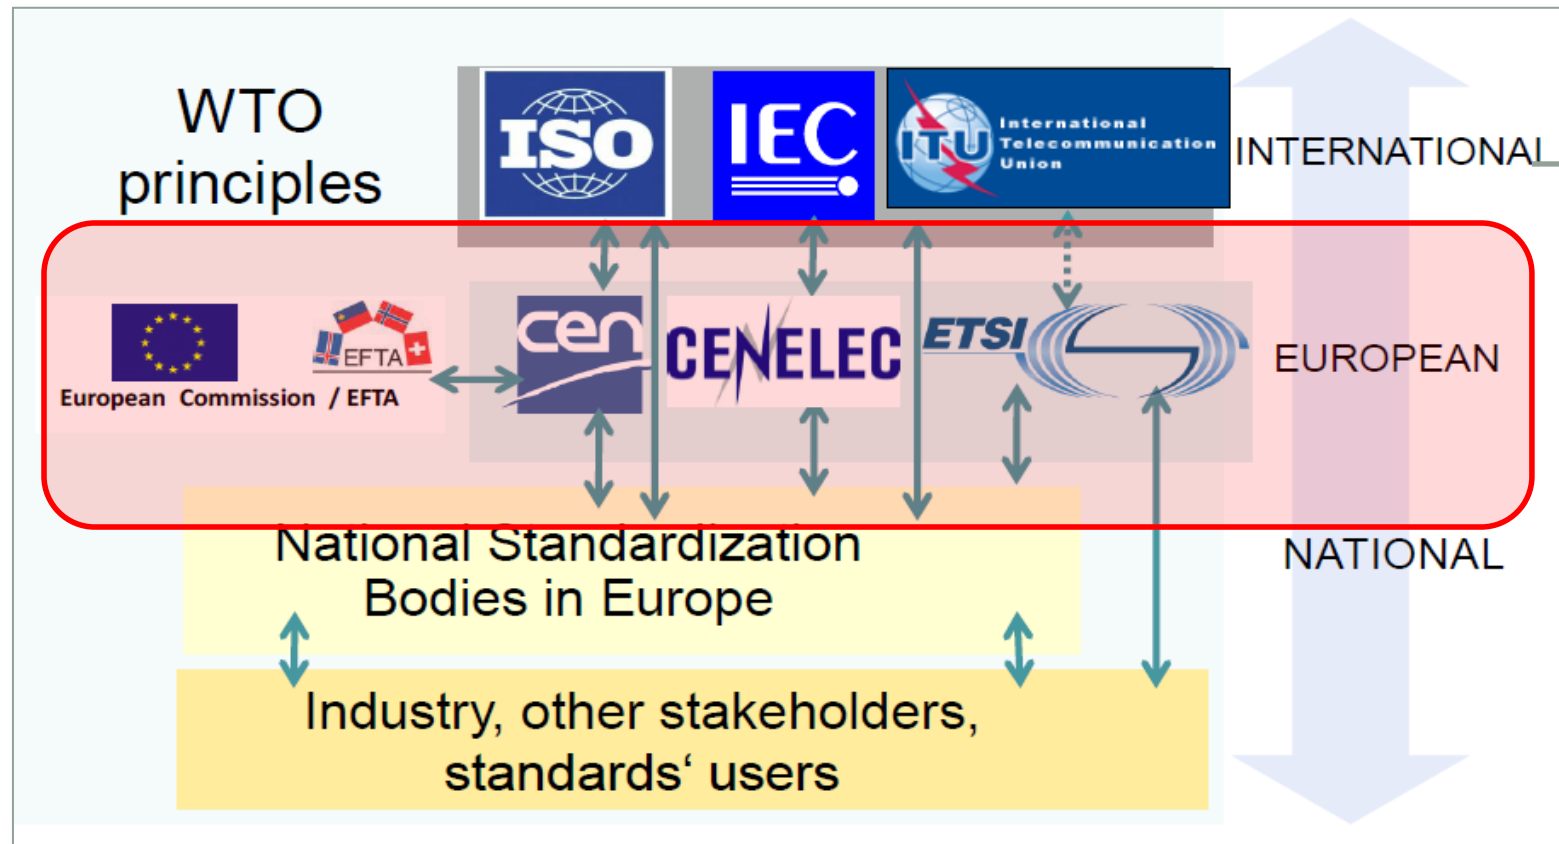 WTO
principles
ISO
IEC
ITU
International
Telecommunication
Union
INTERNATIONAL
EFTA
European Commission / EFTA
cen
CENELEC
ETSI
EUROPEAN
National Standardization
Bodies in Europe
NATIONAL
Industry, other stakeholders,
standards‘ users